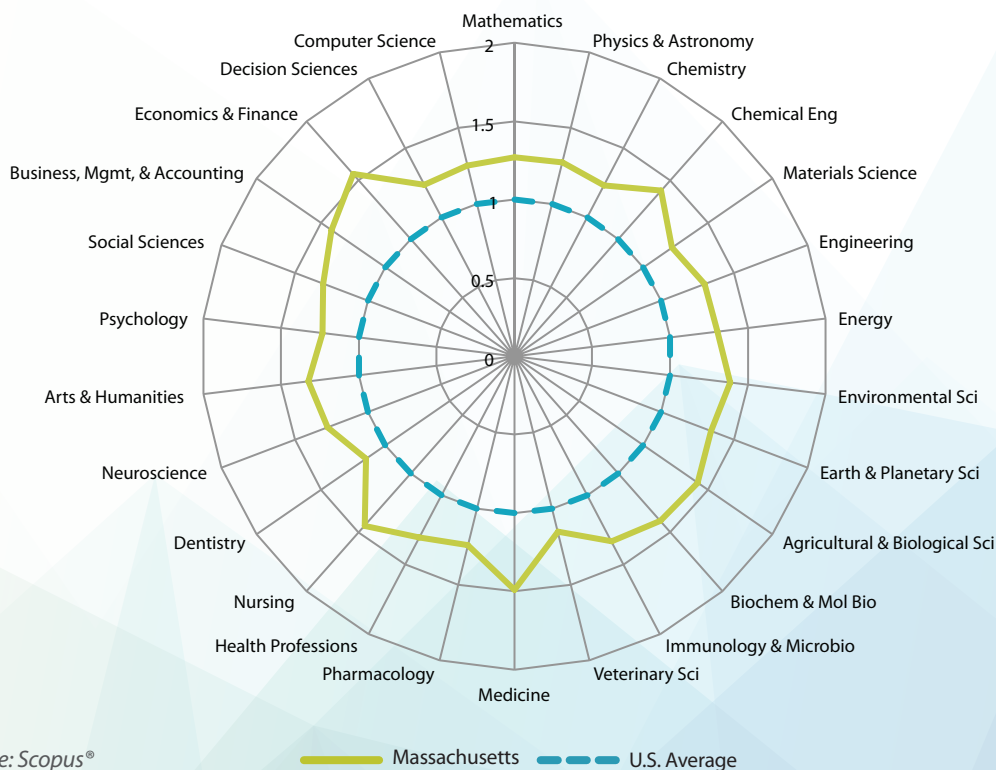 Mathematics
Computer Science
Physics & Astronomy
2
Decision Sciences
Chemistry
Economics & Finance
Chemical Eng
1.5
Business, Mgmt, & Accounting
Materials Science
1
Social Sciences
Engineering
0.5
Psychology
Energy
0
Arts & Humanities
Environmental Sci
Neuroscience
Earth & Planetary Sci
Dentistry
Agricultural & Biological Sci
Nursing
Biochem & Mol Bio
Health Professions
Immunology & Microbio
Pharmacology
Veterinary Sci
Medicine
e: Scopus®
Massachusetts
U.S. Average